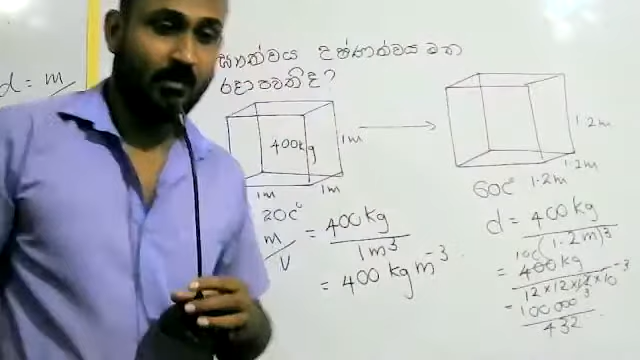 d = m
ඝනත්වය උෂ්ණත්වය මත
රඳා පවතීද?
400kg
1m
1m
1m
20c°
m/V = 400 kg / 1m³
= 400 kg m⁻³
1.2m
1.2m
1.2m
60c°
d = 400 kg / (1.2m)³
= 400 kg / 12×12×12×10⁻³
100 000 / 432